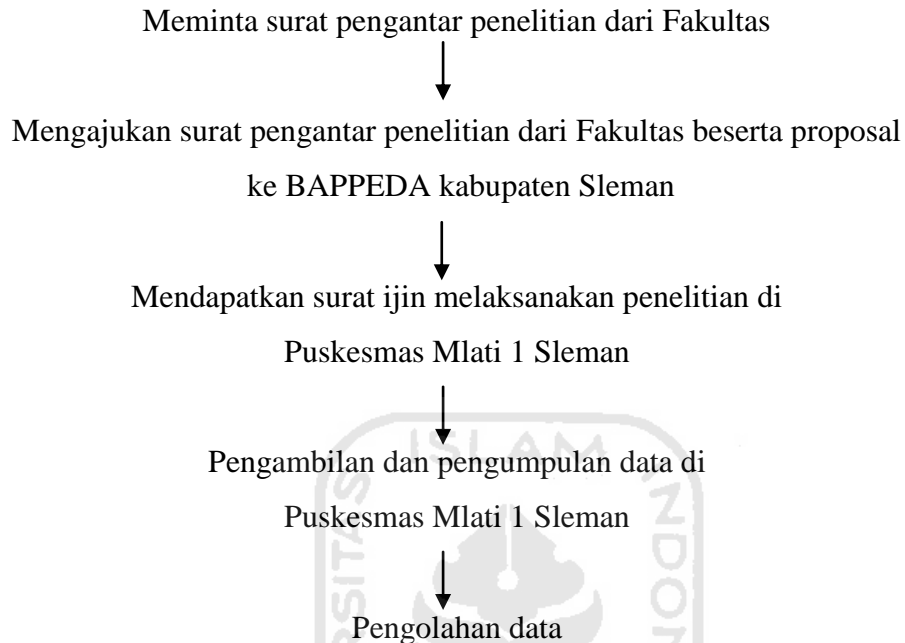 Meminta surat pengantar penelitian dari Fakultas
Mengajukan surat pengantar penelitian dari Fakultas beserta proposal
ke BAPPEDA kabupaten Sleman
Mendapatkan surat ijin melaksanakan penelitian di
Puskesmas Mlati 1 Sleman
Pengambilan dan pengumpulan data di
Puskesmas Mlati 1 Sleman
Pengolahan data
ISLAM